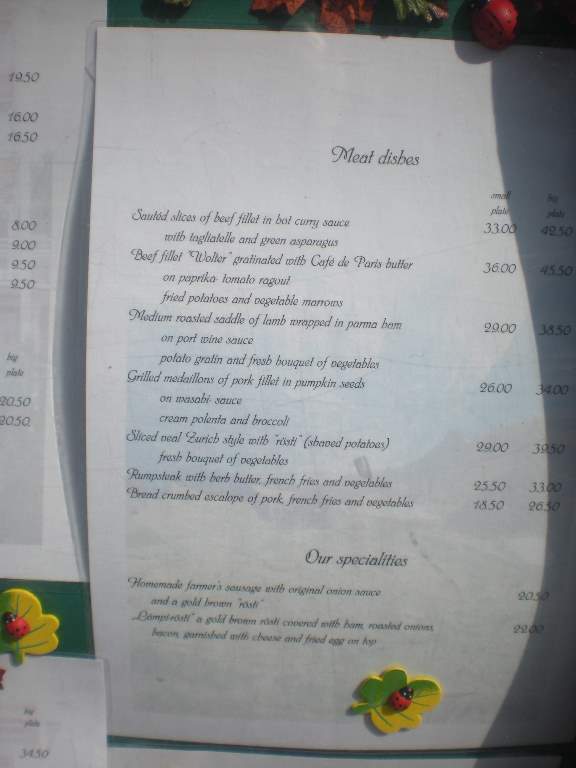 19.50
16.00
16.50
8.00
9.00
9.50
9.50
big
plate
20.50
20.50
big
plate
34.50
Meat dishes
small big
plate plate
Sautéd slices of beef fillet in hot curry sauce 33.00 42.50
with tagliatelle and green asparagus
Beef fillet "Wolter" gratinated with Café de Paris butter 36.00 45.50
on paprika- tomato ragout
fried potatoes and vegetable marrows
Medium roasted saddle of lamb wrapped in parma ham 29.00 38.50
on port wine sauce
potato gratin and fresh bouquet of vegetables
Grilled medaillons of pork fillet in pumpkin seeds 26.00 34.00
on wasabi- sauce
cream polenta and broccoli
Sliced veal Zurich style with "rösti" (shaved potatoes) 29.00 39.50
fresh bouquet of vegetables
Rumpsteak with herb butter, french fries and vegetables 25.50 33.00
Bread crumbed escalope of pork, french fries and vegetables 18.50 26.50
Our specialities
Homemade farmer's sausage with original onion sauce 20.50
and a gold brown "rösti"
„Lämpi-rösti" a gold brown rösti covered with ham, roasted onions, 22.00
bacon, garnished with cheese and fried egg on top